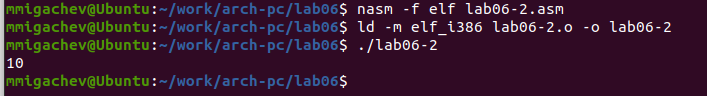 mmigachev@Ubuntu:~/work/arch-pc/lab06$ nasm -f elf lab06-2.asm
mmigachev@Ubuntu:~/work/arch-pc/lab06$ ld -m elf_i386 lab06-2.o -o lab06-2
mmigachev@Ubuntu:~/work/arch-pc/lab06$ ./lab06-2
10
mmigachev@Ubuntu:~/work/arch-pc/lab06$